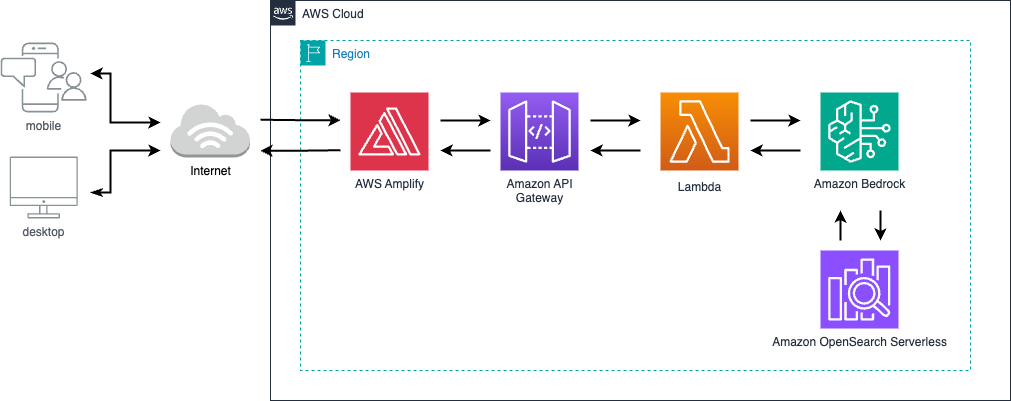 aws
AWS Cloud
Region
mobile
desktop
Internet
AWS Amplify
</>
Amazon API
Gateway
Lambda
Amazon Bedrock
Amazon OpenSearch Serverless